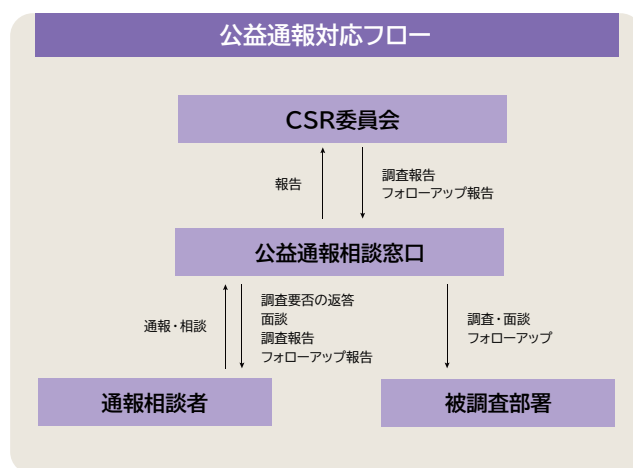 公益通報対応フロー
CSR委員会
報告
調査報告
フォローアップ報告
公益通報相談窓口
通報・相談
調査要否の返答
面談
調査報告
フォローアップ報告
調査・面談
フォローアップ
通報相談者
被調査部署